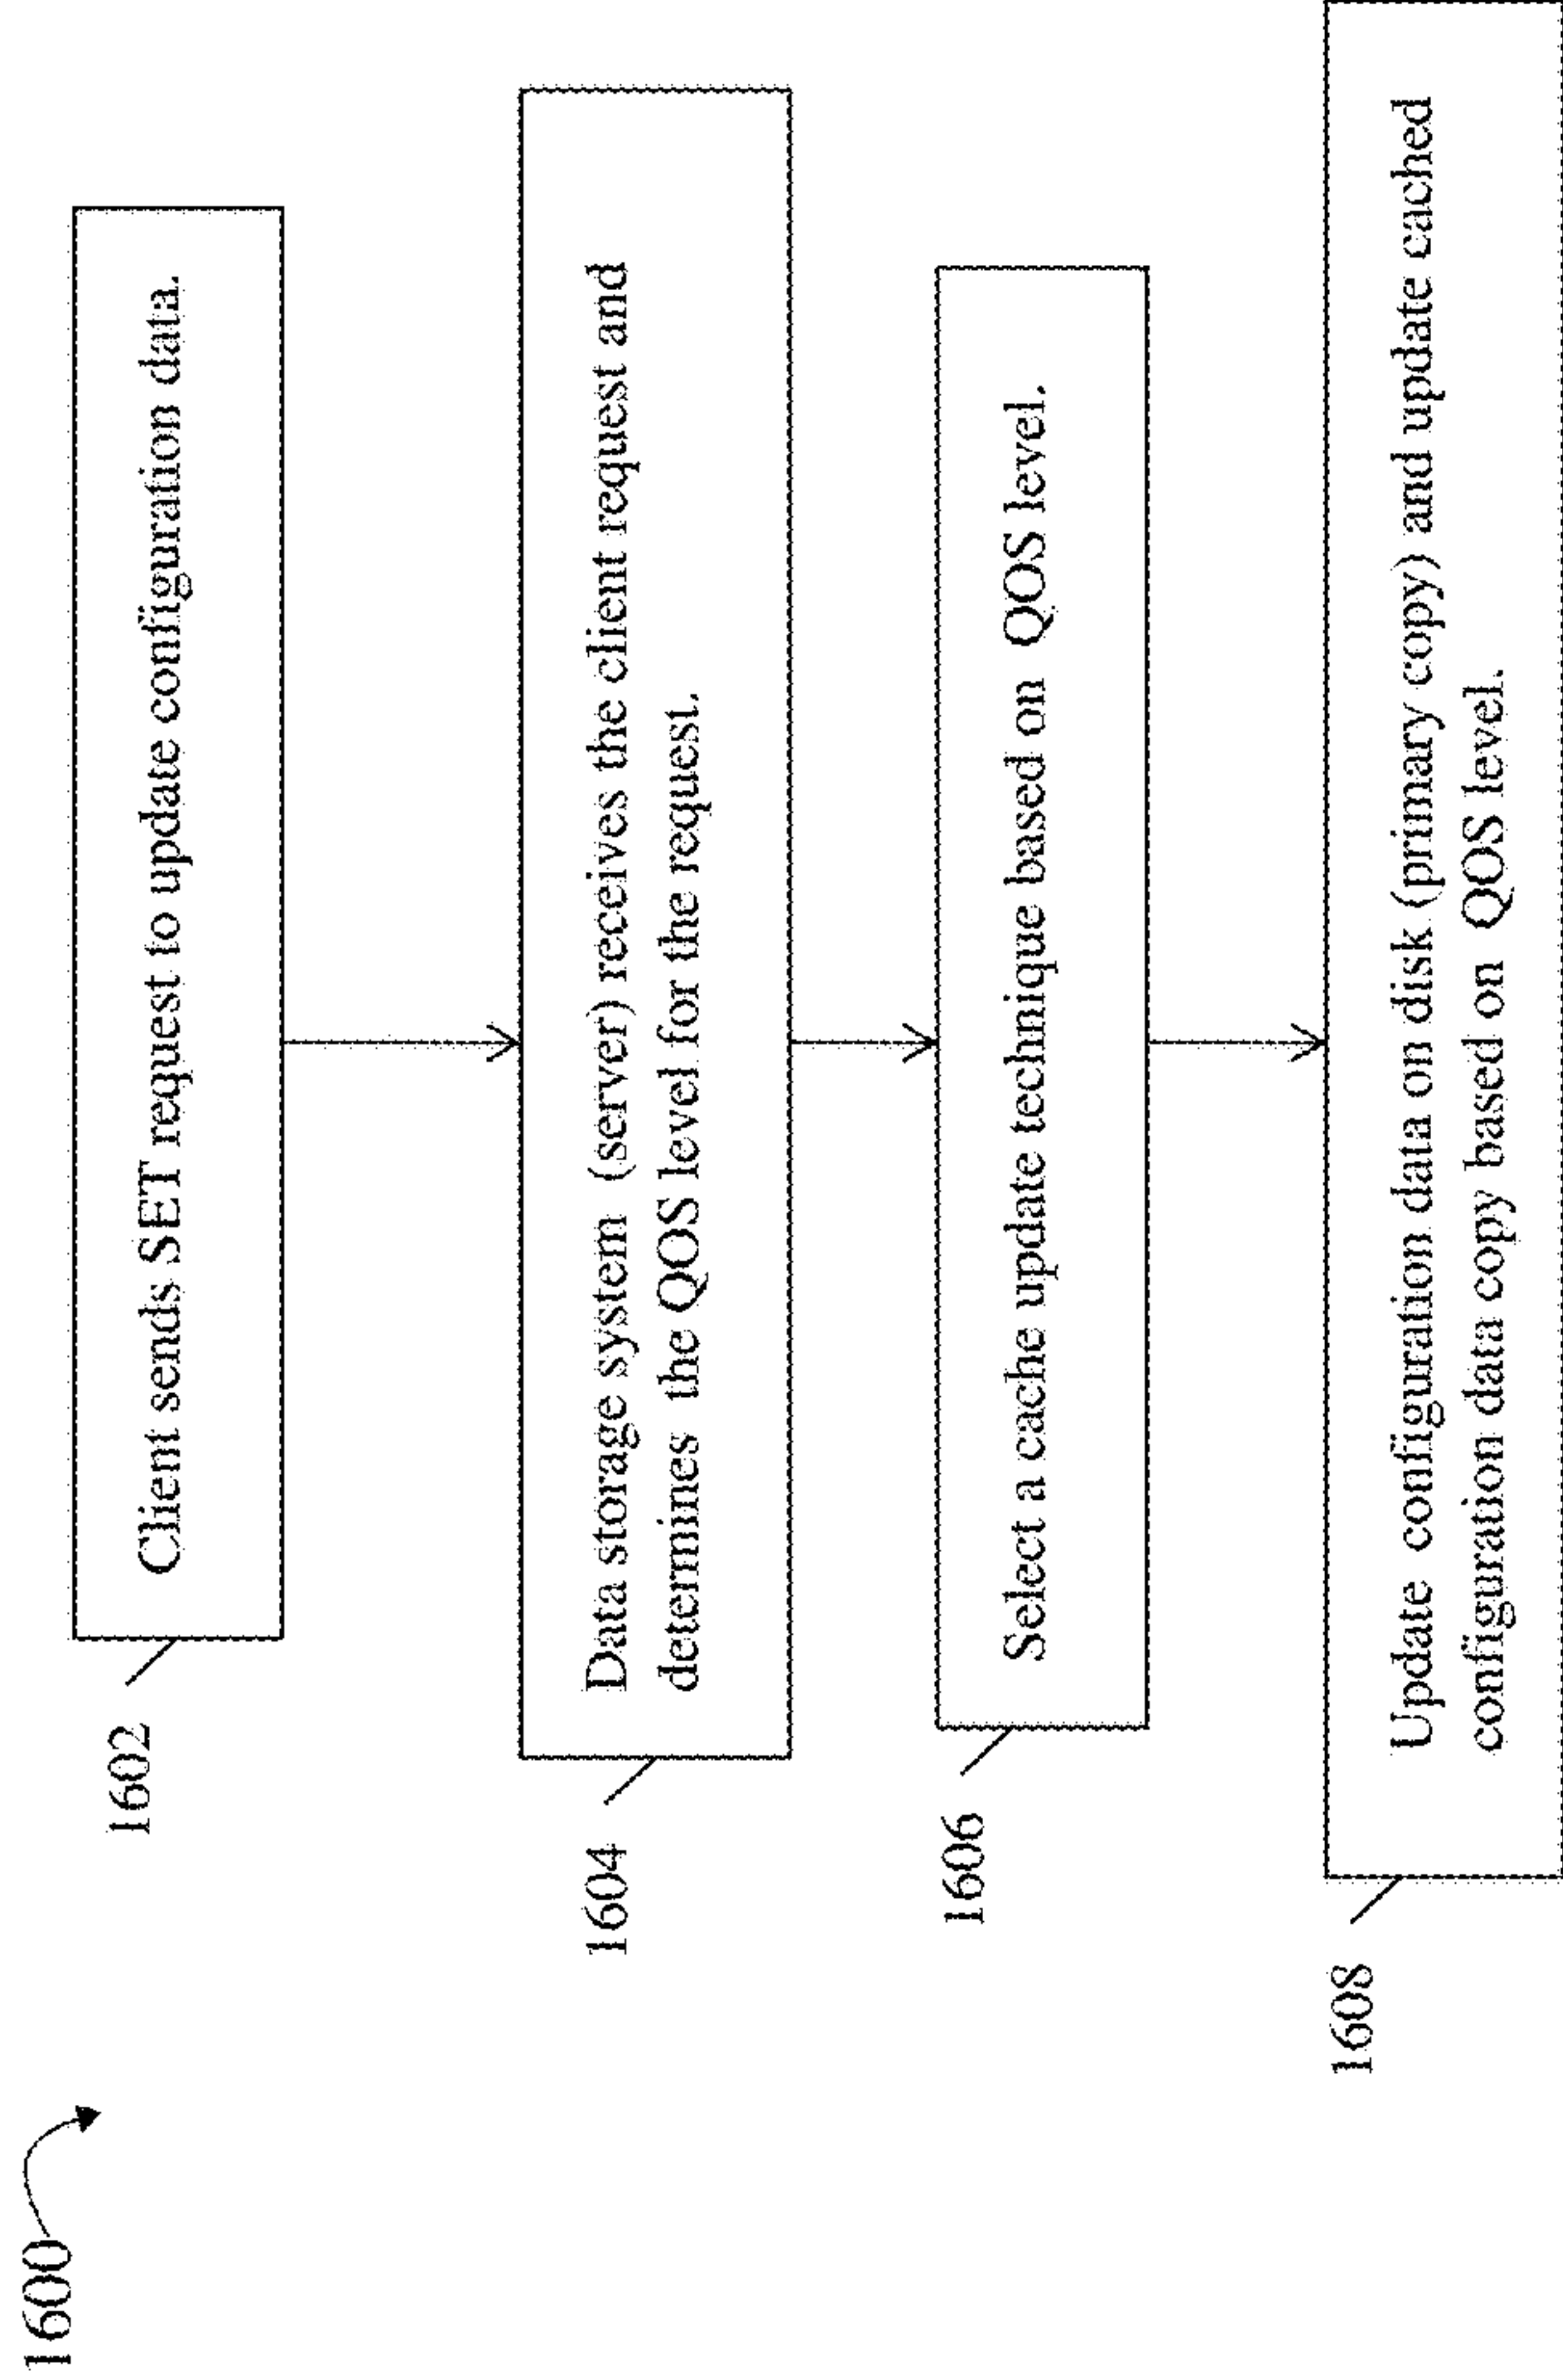 1600
1602
Client sends SET request to update configuration data.
1604
Data storage system (server) receives the client request and
determines the QOS level for the request.
1606
Select a cache update technique based on QOS level.
1608
Update configuration data on disk (primary copy) and update cached
configuration data copy based on QOS level.